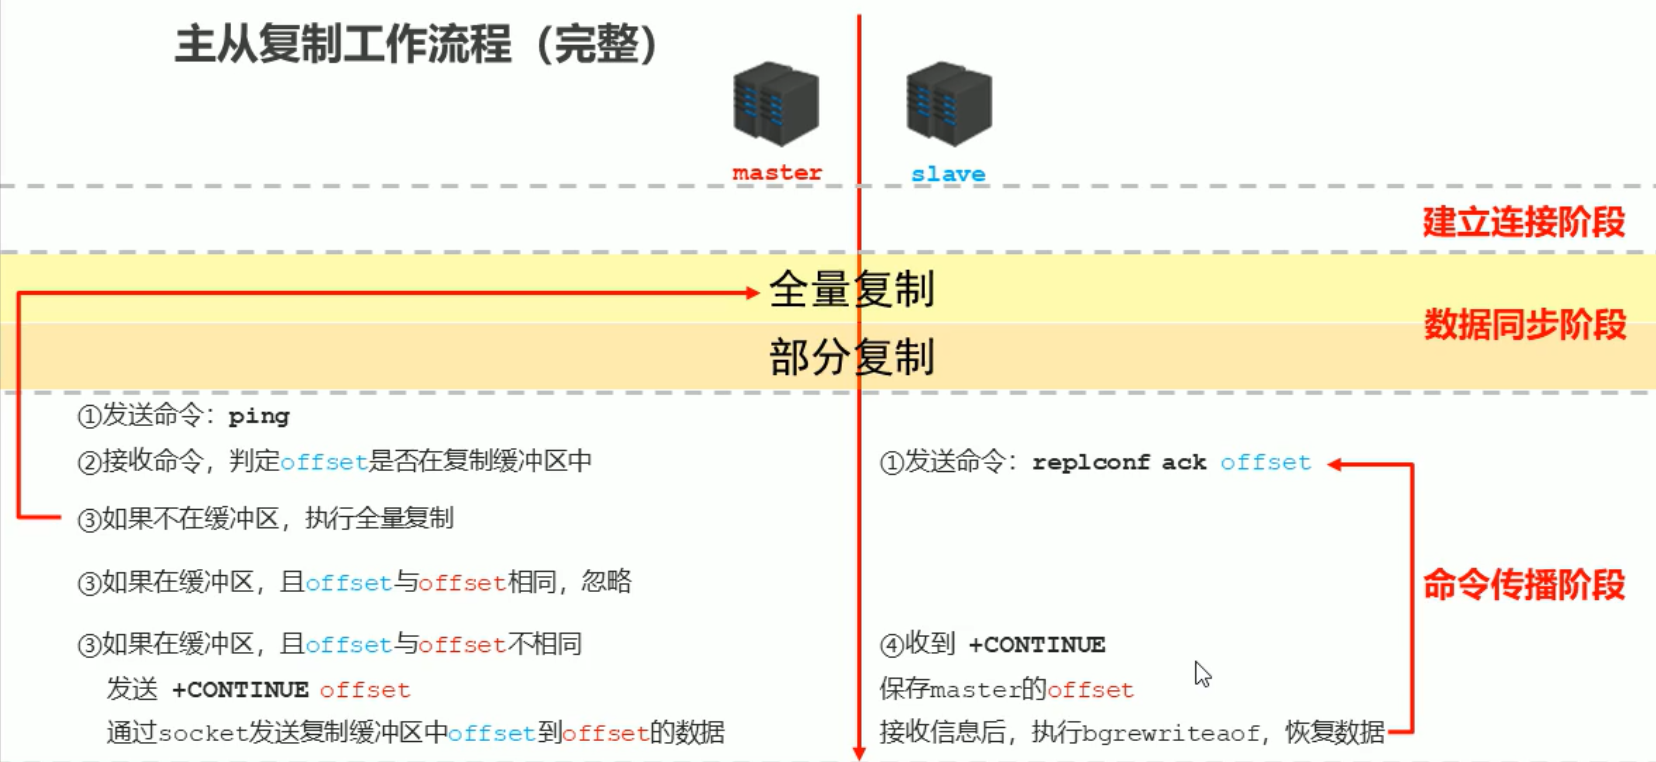 主从复制工作流程（完整）
master
slave
建立连接阶段
全量复制
数据同步阶段
部分复制
①发送命令：ping
②接收命令，判定offset是否在复制缓冲区中
①发送命令：replconf ack offset
③如果不在缓冲区，执行全量复制
③如果在缓冲区，且offset与offset相同，忽略
命令传播阶段
③如果在缓冲区，且offset与offset不相同
④收到 +CONTINUE
发送 +CONTINUE offset
保存master的offset
通过socket发送复制缓冲区中offset到offset的数据
接收信息后，执行bgrewriteaof，恢复数据